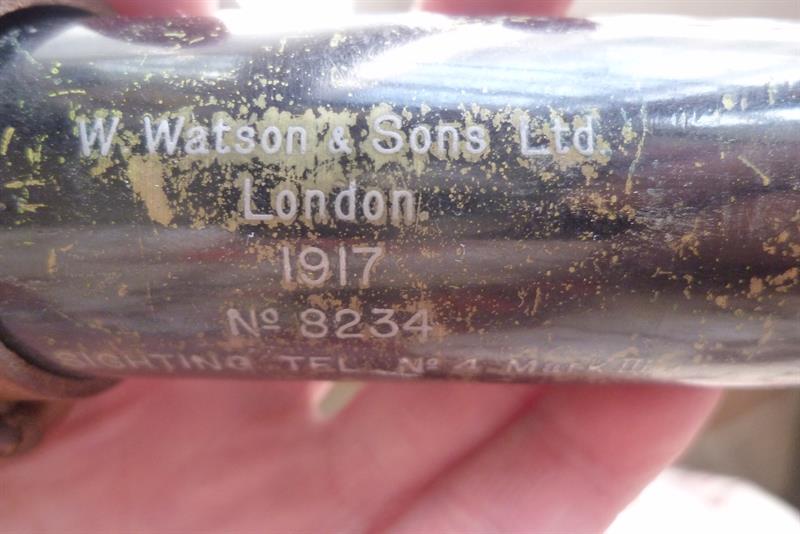 W. Watson & Sons Ltd.
London.
1917
Nº 8234
SIGHTING TEL. Nº 4 Mark III